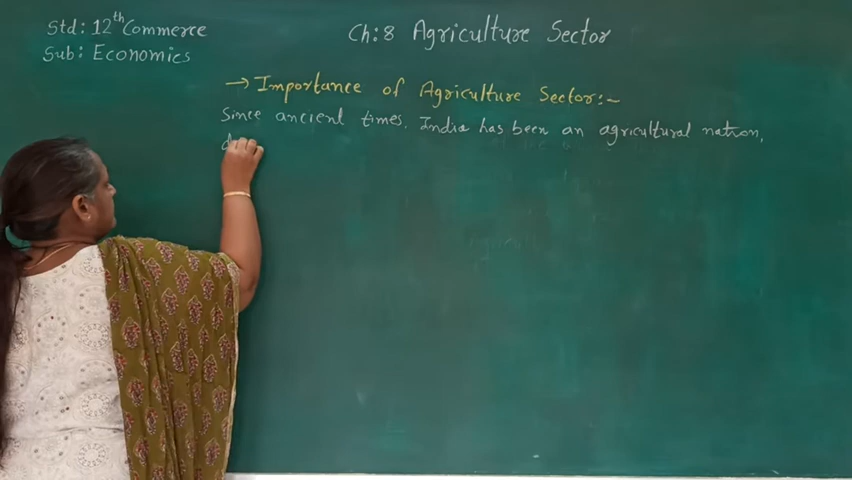 Std: 12th Commerce
Sub: Economics
Ch:8 Agriculture Sector
→ Importance of Agriculture Sector:-
Since ancient times, India has been an agricultural nation,